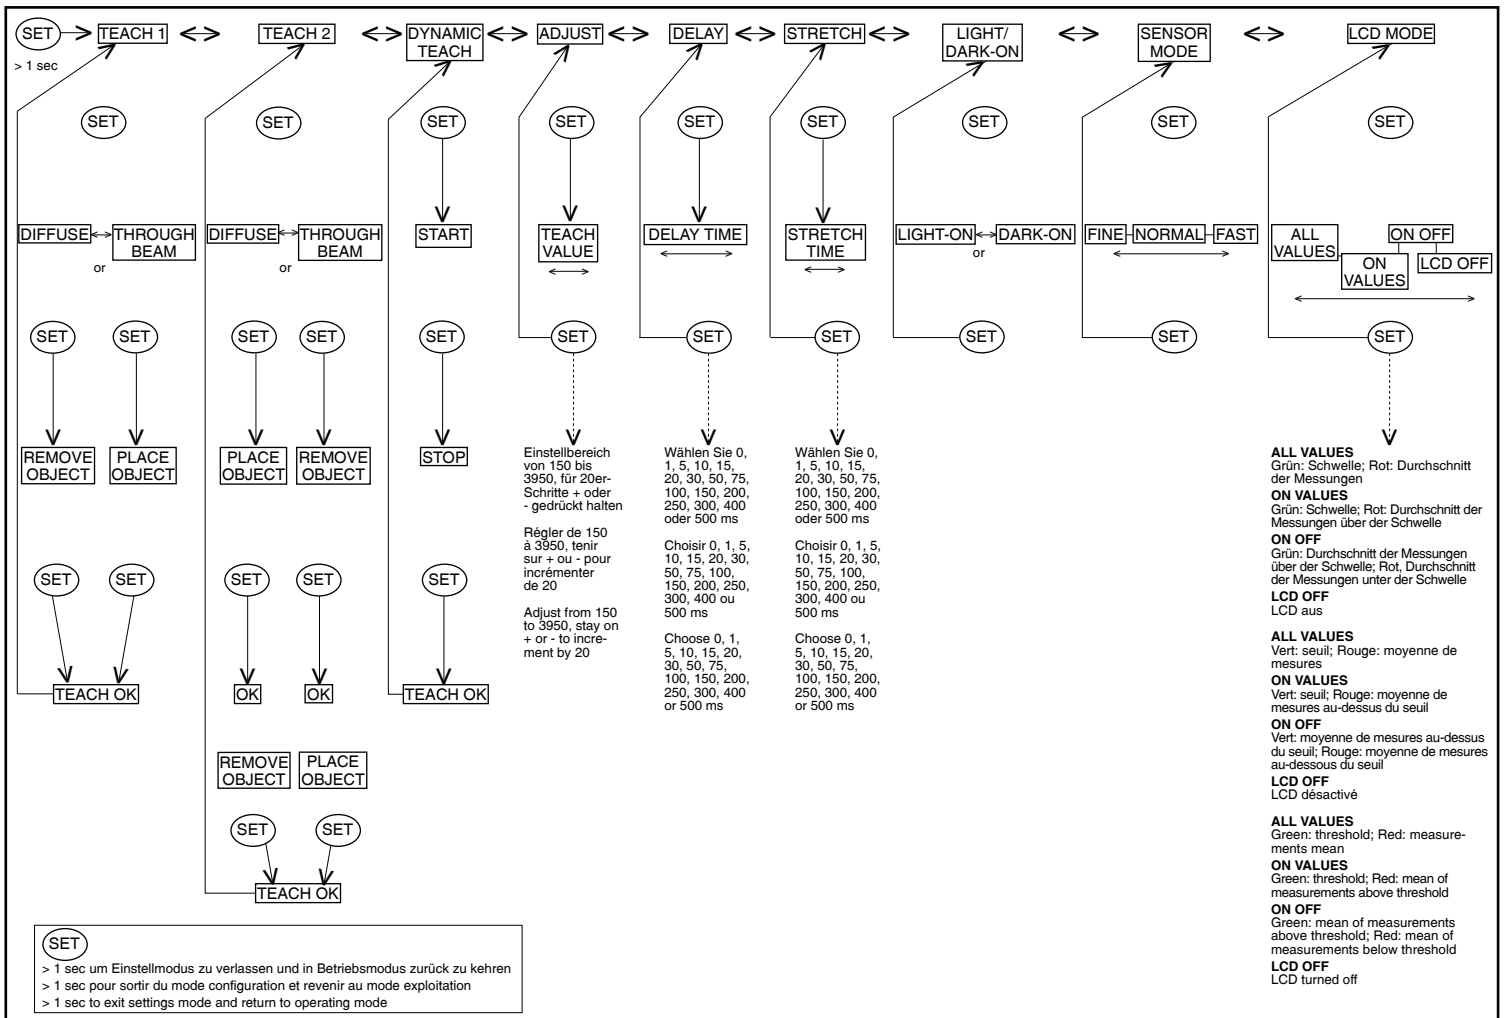 SET
TEACH 1
TEACH 2
DYNAMIC
TEACH
ADJUST
DELAY
STRETCH
LIGHT/
DARK-ON
SENSOR
MODE
LCD MODE
> 1 sec
SET
SET
SET
SET
SET
SET
SET
SET
SET
DIFFUSE
THROUGH
BEAM
or
DIFFUSE
THROUGH
BEAM
or
START
TEACH
VALUE
DELAY TIME
STRETCH
TIME
LIGHT-ON
DARK-ON
or
FINE
NORMAL
FAST
ALL
VALUES
ON
VALUES
ON OFF
LCD OFF
SET
SET
SET
SET
SET
SET
SET
SET
SET
SET
SET
REMOVE
OBJECT
PLACE
OBJECT
PLACE
OBJECT
REMOVE
OBJECT
STOP
SET
SET
SET
SET
SET
TEACH OK
OK
OK
TEACH OK
REMOVE
OBJECT
PLACE
OBJECT
SET
SET
TEACH OK
Einstellbereich
von 150 bis
3950, für 20er-
Schritte + oder
- gedrückt halten
Régler de 150
à 3950, tenir
sur + ou - pour
incrémenter
de 20
Adjust from 150
to 3950, stay on
+ or - to incre-
ment by 20
Wählen Sie 0,
1, 5, 10, 15,
20, 30, 50, 75,
100, 150, 200,
250, 300, 400
oder 500 ms
Choisir 0, 1, 5,
10, 15, 20, 30,
50, 75, 100,
150, 200, 250,
300, 400 ou
500 ms
Choose 0, 1,
5, 10, 15, 20,
30, 50, 75,
100, 150, 200,
250, 300, 400
or 500 ms
Wählen Sie 0,
1, 5, 10, 15,
20, 30, 50, 75,
100, 150, 200,
250, 300, 400
oder 500 ms
Choisir 0, 1, 5,
10, 15, 20, 30,
50, 75, 100,
150, 200, 250,
300, 400 ou
500 ms
Choose 0, 1,
5, 10, 15, 20,
30, 50, 75,
100, 150, 200,
250, 300, 400
or 500 ms
ALL VALUES
Grün: Schwelle; Rot: Durchschnitt
der Messungen
ON VALUES
Grün: Schwelle; Rot: Durchschnitt der
Messungen über der Schwelle
ON OFF
Grün: Durchschnitt der Messungen
über der Schwelle; Rot, Durchschnitt
der Messungen unter der Schwelle
LCD OFF
LCD aus
ALL VALUES
Vert: seuil; Rouge: moyenne de
mesures
ON VALUES
Vert: seuil; Rouge: moyenne de
mesures au-dessus du seuil
ON OFF
Vert: moyenne de mesures au-dessus
du seuil; Rouge: moyenne de mesures
au-dessous du seuil
LCD OFF
LCD désactivé
ALL VALUES
Green: threshold; Red: measure-
ments mean
ON VALUES
Green: threshold; Red: mean of
measurements above threshold
ON OFF
Green: mean of measurements
above threshold; Red: mean of
measurements below threshold
LCD OFF
LCD turned off
SET
> 1 sec um Einstellmodus zu verlassen und in Betriebsmodus zurück zu kehren
> 1 sec pour sortir du mode configuration et revenir au mode exploitation
> 1 sec to exit settings mode and return to operating mode